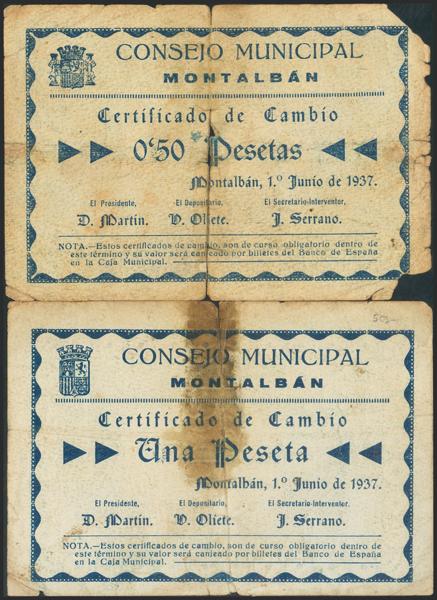 CONSEJO MUNICIPAL
MONTALBÁN
Certificado de Cambio
0'50 Pesetas
Montalbán, 1.º Junio de 1937.
El Presidente, El Depositario, El Secretario-Interventor,
D. Martín. V. Oliete. J. Serrano.
NOTA.—Estos certificados de cambio, son de curso obligatorio dentro de
este término y su valor será canjeado por billetes del Banco de España
en la Caja Municipal.
CONSEJO MUNICIPAL
MONTALBÁN
Certificado de Cambio
Una Peseta
Montalbán, 1.º Junio de 1937.
El Presidente, El Depositario, El Secretario-Interventor,
D. Martín. V. Oliete. J. Serrano.
NOTA.—Estos certificados de cambio, son de curso obligatorio dentro de
este término y su valor será canjeado por billetes del Banco de España
en la Caja Municipal.